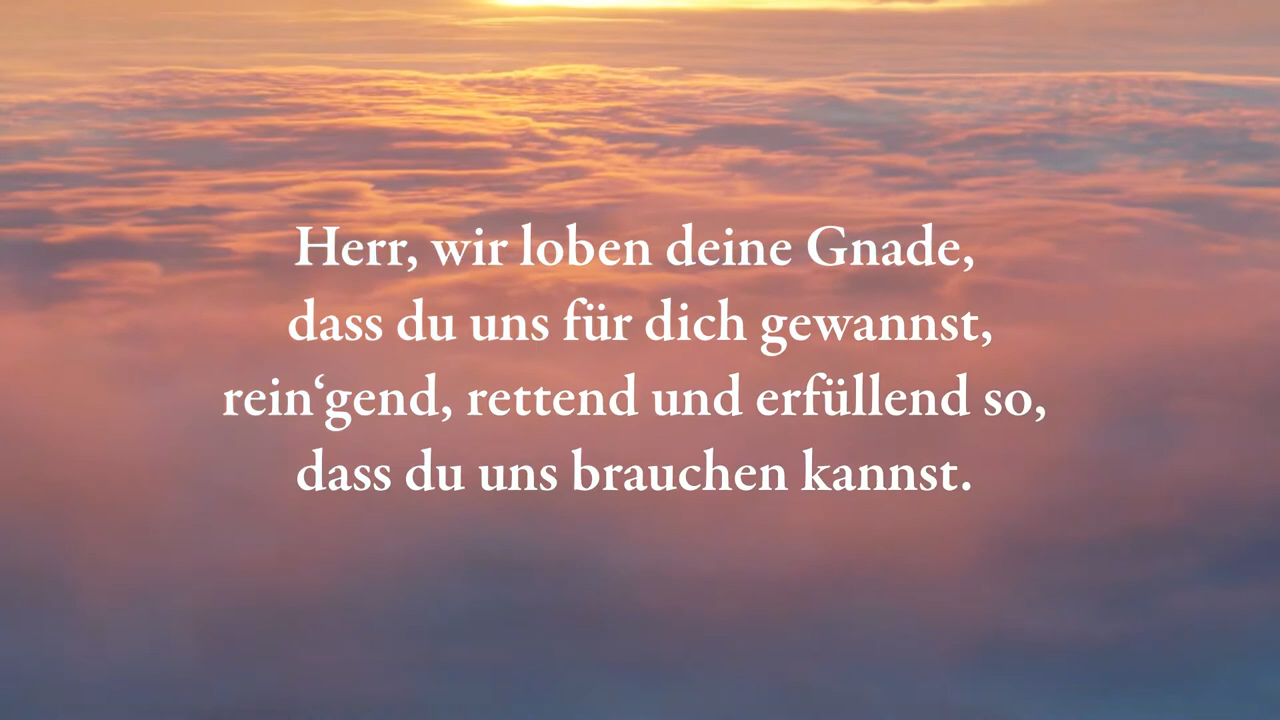 Herr, wir loben deine Gnade,
dass du uns für dich gewannst,
rein‘gend, rettend und erfüllend so,
dass du uns brauchen kannst.